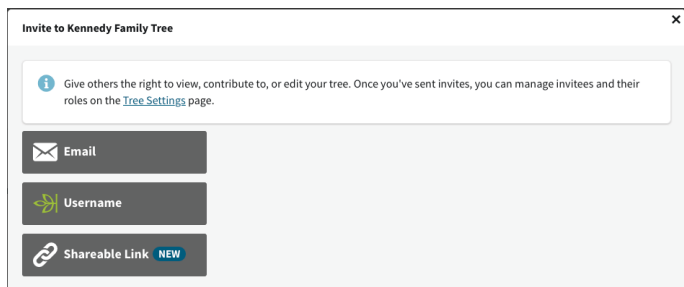 Invite to Kennedy Family Tree
Give others the right to view, contribute to, or edit your tree. Once you've sent invites, you can manage invitees and their
roles on the Tree Settings page.
Email
Username
Shareable Link NEW